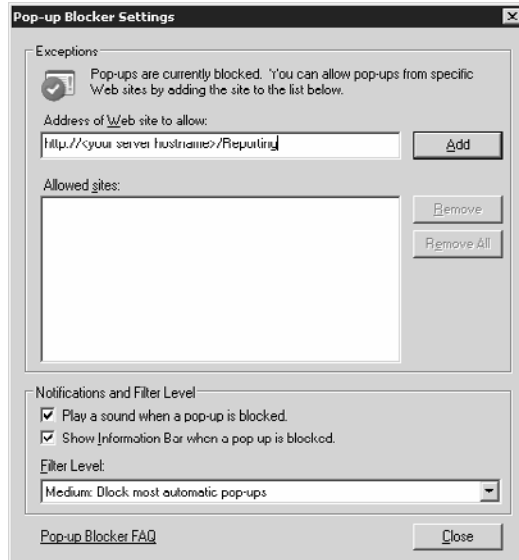 Pop-up Blocker Settings
Exceptions
Pop-ups are currently blocked. You can allow pop-ups from specific
Web sites by adding the site to the list below.
Address of Web site to allow:
http://<your server hostname>/Reporting
Add
Allowed sites:
Remove
Remove All
Notifications and Filter Level
Play a sound when a pop-up is blocked.
Show Information Bar when a pop-up is blocked.
Filter Level:
Medium: Block most automatic pop-ups
Pop-up Blocker FAQ
Close